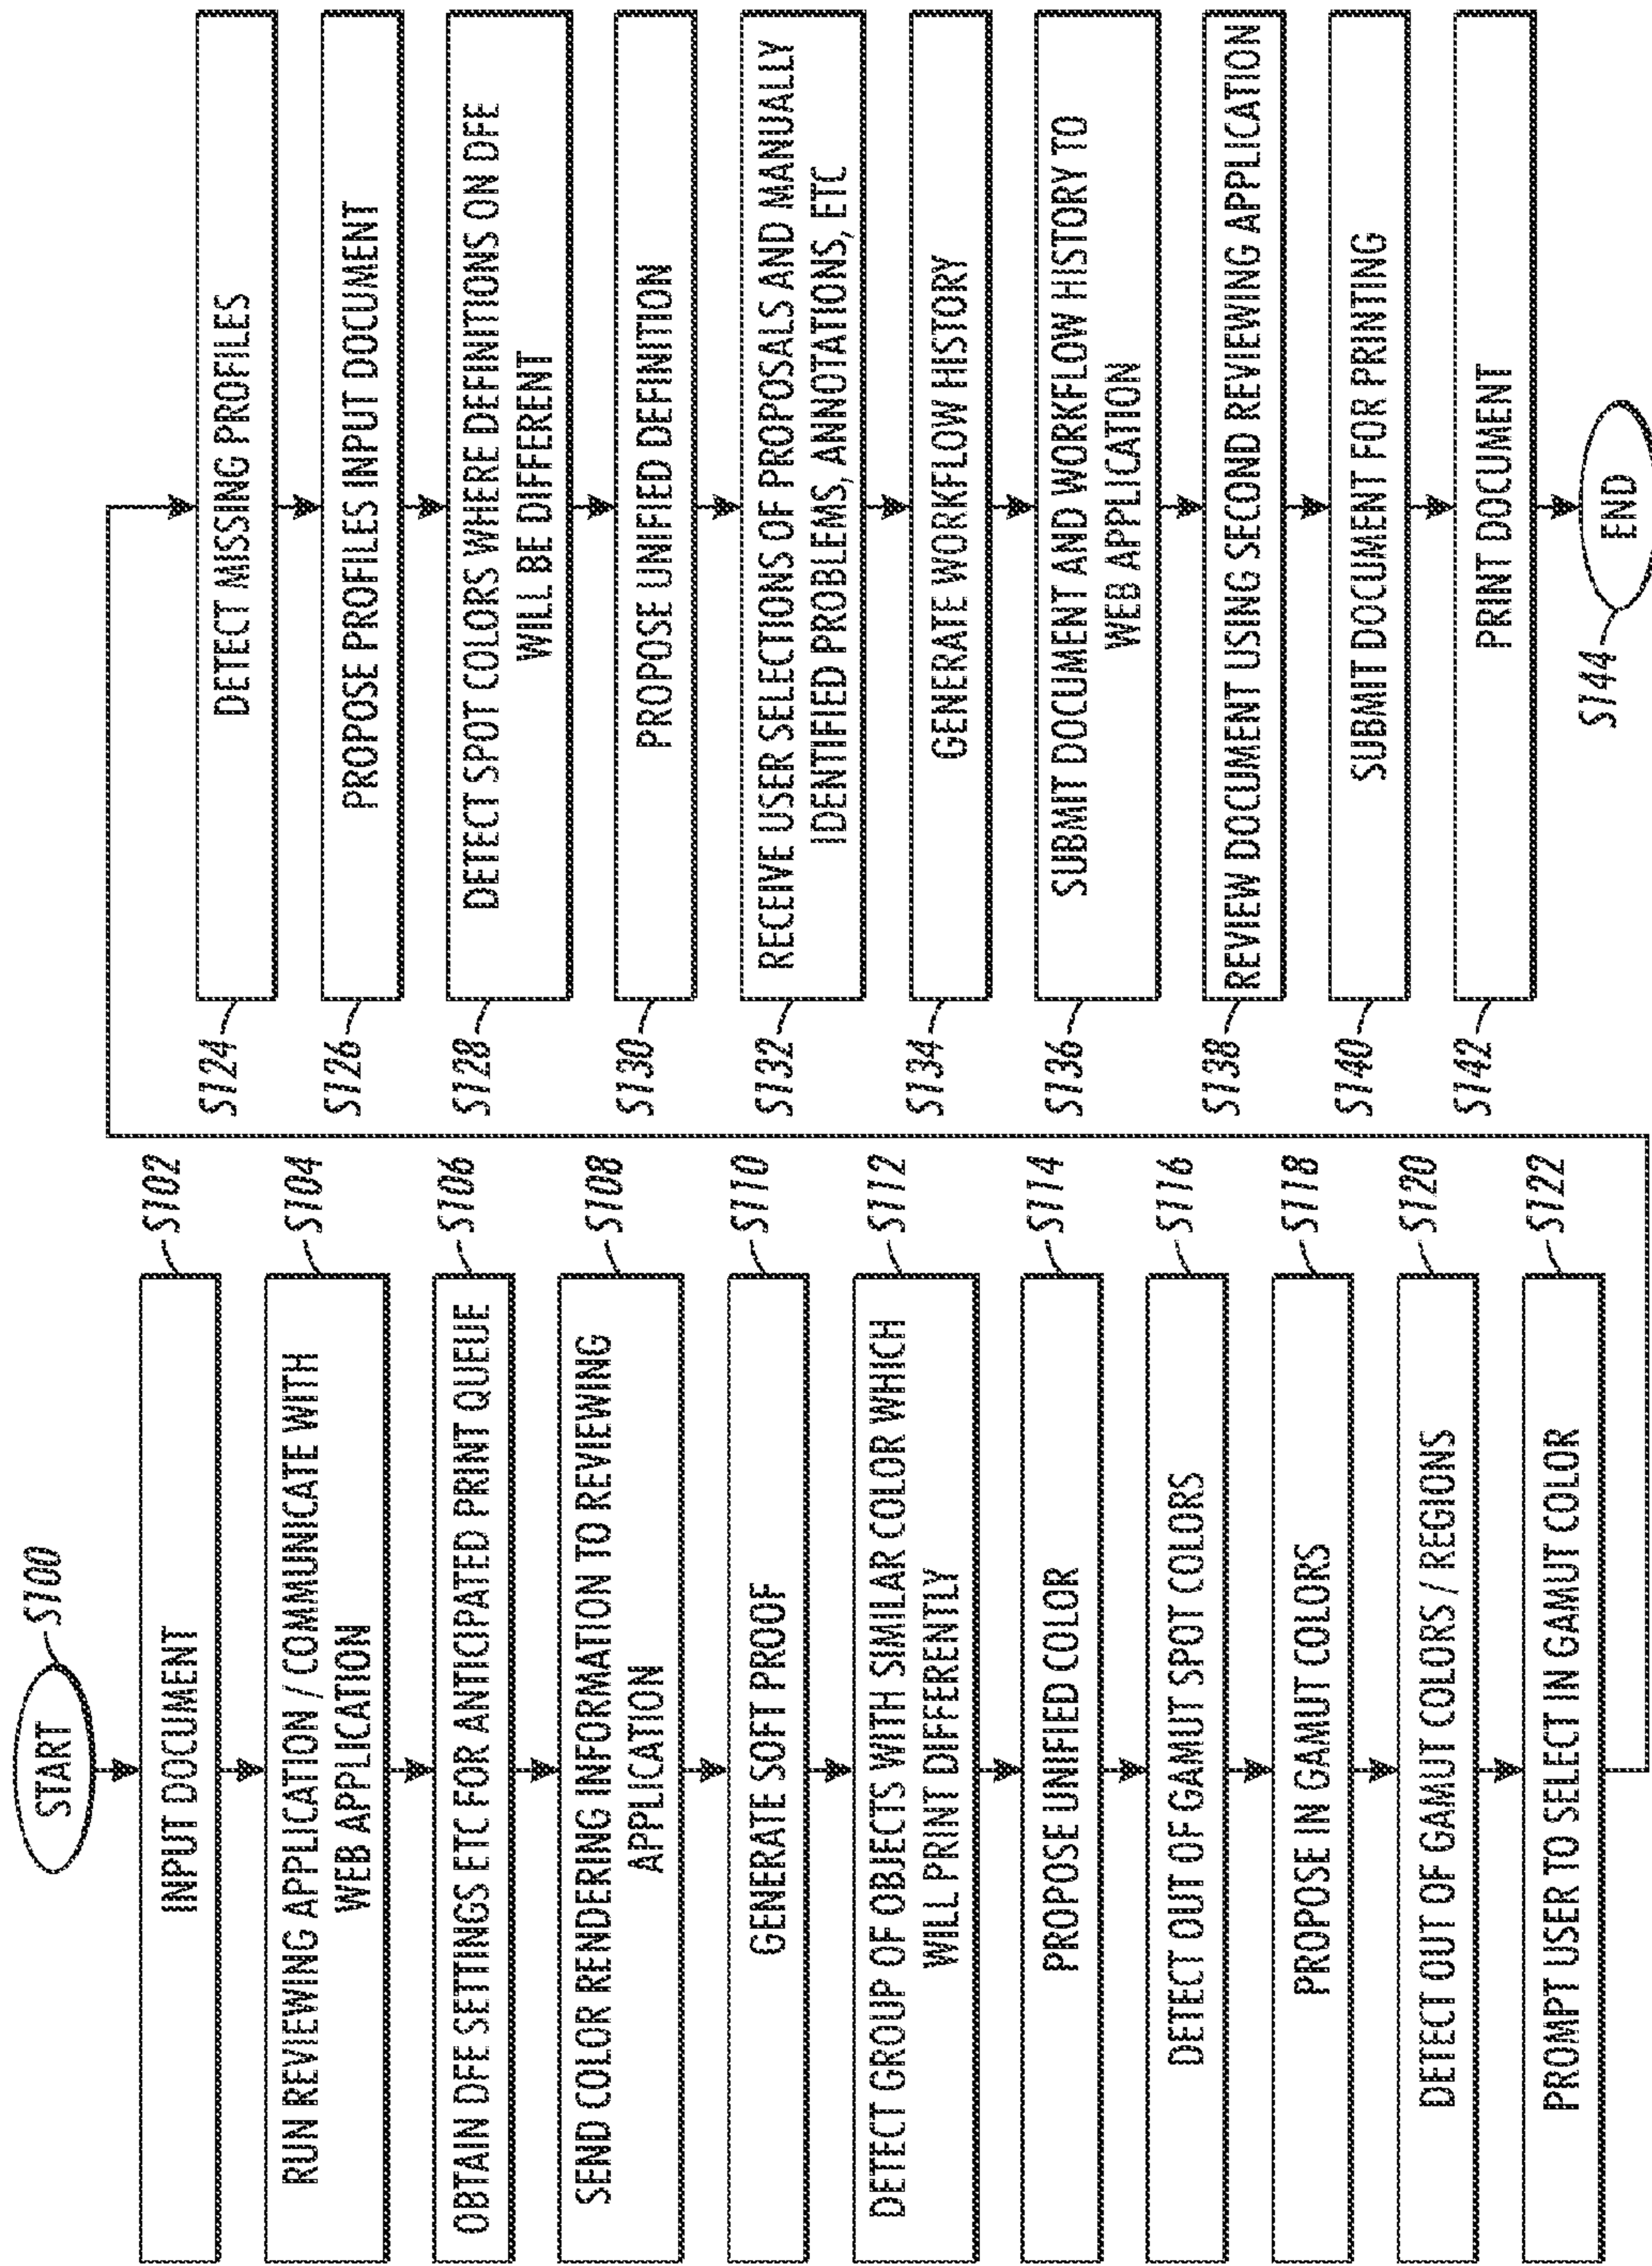 START
S100
INPUT DOCUMENT
S102
RUN REVIEWING APPLICATION / COMMUNICATE WITH
WEB APPLICATION
S104
OBTAIN DFE SETTINGS ETC FOR ANTICIPATED PRINT QUEUE
S106
SEND COLOR RENDERING INFORMATION TO REVIEWING
APPLICATION
S108
GENERATE SOFT PROOF
S110
DETECT GROUP OF OBJECTS WITH SIMILAR COLOR WHICH
WILL PRINT DIFFERENTLY
S112
PROPOSE UNIFIED COLOR
S114
DETECT OUT OF GAMUT SPOT COLORS
S116
PROPOSE IN GAMUT COLORS
S118
DETECT OUT OF GAMUT COLORS / REGIONS
S120
PROMPT USER TO SELECT IN GAMUT COLOR
S122
S124
DETECT MISSING PROFILES
S126
PROPOSE PROFILES INPUT DOCUMENT
S128
DETECT SPOT COLORS WHERE DEFINITIONS ON DFE
WILL BE DIFFERENT
S130
PROPOSE UNIFIED DEFINITION
S132
RECEIVE USER SELECTIONS OF PROPOSALS AND MANUALLY
IDENTIFIED PROBLEMS, ANNOTATIONS, ETC
S134
GENERATE WORKFLOW HISTORY
S136
SUBMIT DOCUMENT AND WORKFLOW HISTORY TO
WEB APPLICATION
S138
REVIEW DOCUMENT USING SECOND REVIEWING APPLICATION
S140
SUBMIT DOCUMENT FOR PRINTING
S142
PRINT DOCUMENT
S144
END